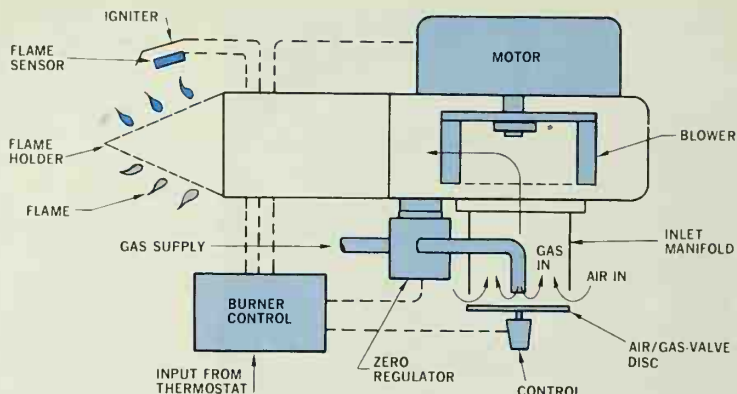 IGNITER
FLAME
SENSOR
MOTOR
BLOWER
FLAME
HOLDER
FLAME
GAS SUPPLY
GAS
IN
AIR IN
INLET
MANIFOLD
BURNER
CONTROL
AIR/GAS-VALVE
DISC
INPUT FROM
THERMOSTAT
ZERO
REGULATOR
CONTROL